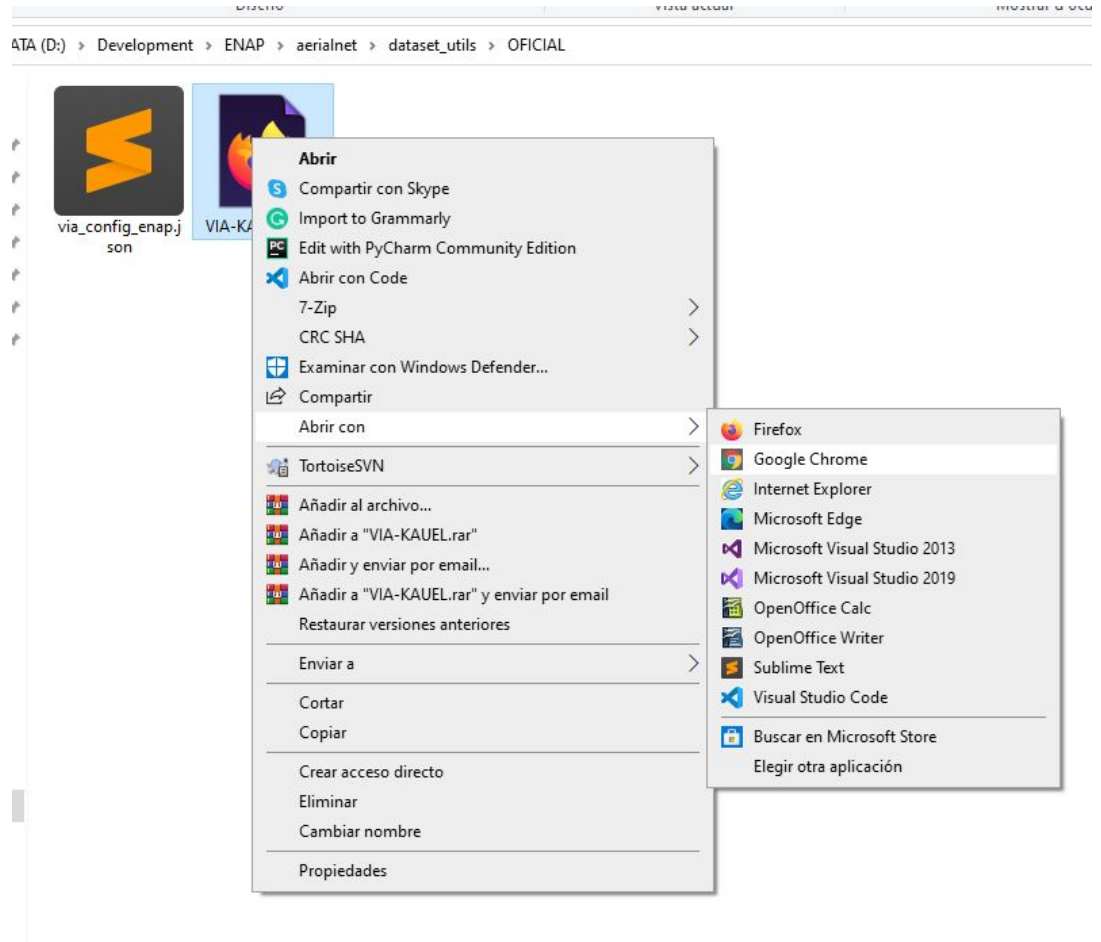 Diseño
Vista actual
ATA (D:) > Development > ENAP > aerialnet > dataset_utils > OFICIAL
via_config_enap.j
son
VIA-KA
Abrir
Compartir con Skype
Import to Grammarly
Edit with PyCharm Community Edition
Abrir con Code
7-Zip
CRC SHA
Examinar con Windows Defender...
Compartir
Abrir con
TortoiseSVN
Añadir al archivo...
Añadir a "VIA-KAUEL.rar"
Añadir y enviar por email...
Añadir a "VIA-KAUEL.rar" y enviar por email
Restaurar versiones anteriores
Enviar a
Cortar
Copiar
Crear acceso directo
Eliminar
Cambiar nombre
Propiedades
Firefox
Google Chrome
Internet Explorer
Microsoft Edge
Microsoft Visual Studio 2013
Microsoft Visual Studio 2019
OpenOffice Calc
OpenOffice Writer
Sublime Text
Visual Studio Code
Buscar en Microsoft Store
Elegir otra aplicación